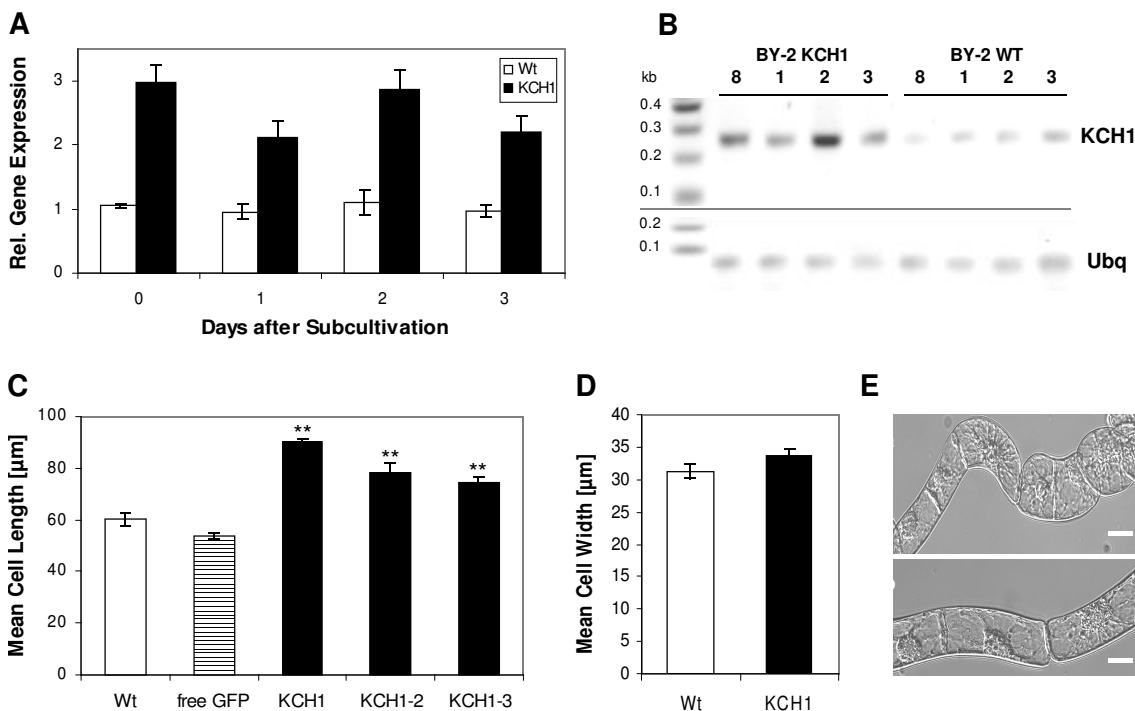 A
Rel. Gene Expression
3
2
1
0
Wt
KCH1
0 1 2 3
Days after Subcultivation
B
BY-2 KCH1 BY-2 WT
kb 8 1 2 3 8 1 2 3
0.4
0.3
0.2
0.1
KCH1
0.2
0.1
Ubq
C
Mean Cell Length [µm]
100
80
60
40
20
0
** ** **
Wt free GFP KCH1 KCH1-2 KCH1-3
D
Mean Cell Width [µm]
40
35
30
25
20
15
10
5
0
Wt KCH1
E